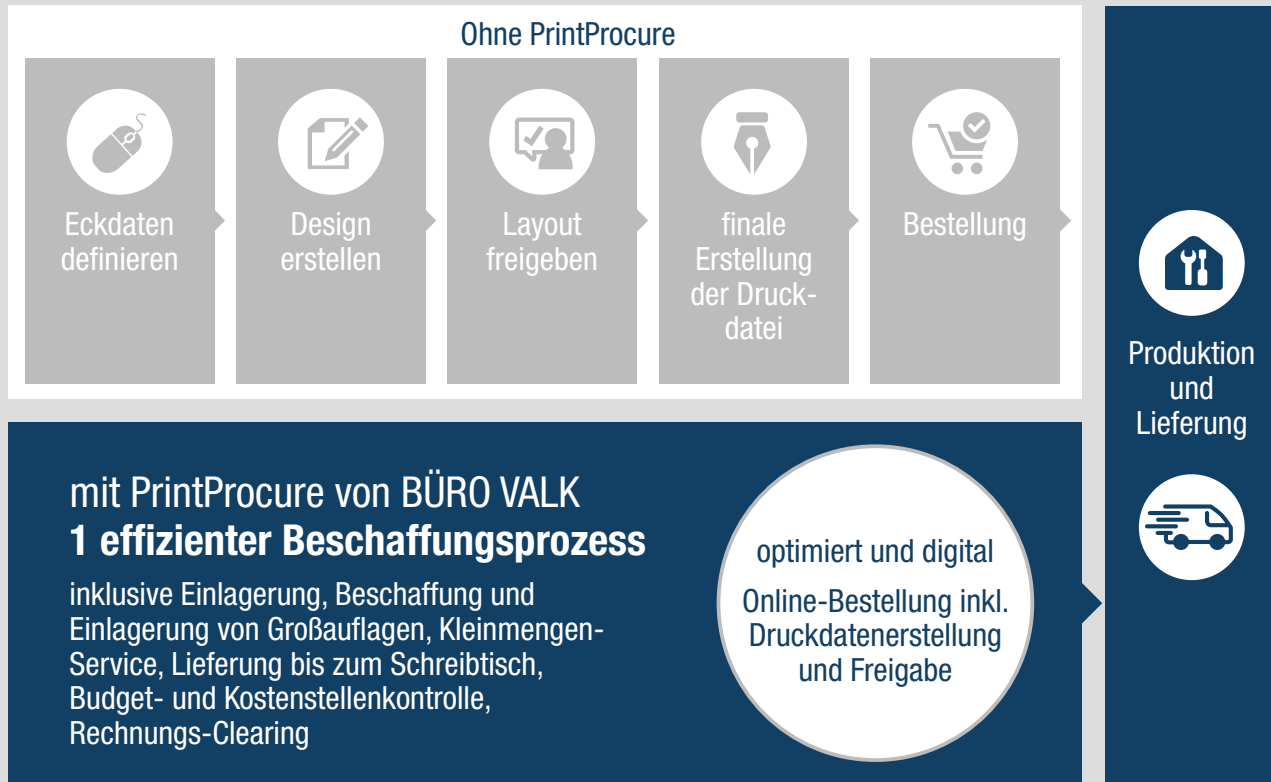 Ohne PrintProcure
Eckdaten
definieren
Design
erstellen
Layout
freigeben
finale
Erstellung
der Druck-
datei
Bestellung
Produktion
und
Lieferung
mit PrintProcure von BÜRO VALK
1 effizienter Beschaffungsprozess
inklusive Einlagerung, Beschaffung und
Einlagerung von Großauflagen, Kleinmengen-
Service, Lieferung bis zum Schreibtisch,
Budget- und Kostenstellenkontrolle,
Rechnungs-Clearing
optimiert und digital
Online-Bestellung inkl.
Druckdatenerstellung
und Freigabe